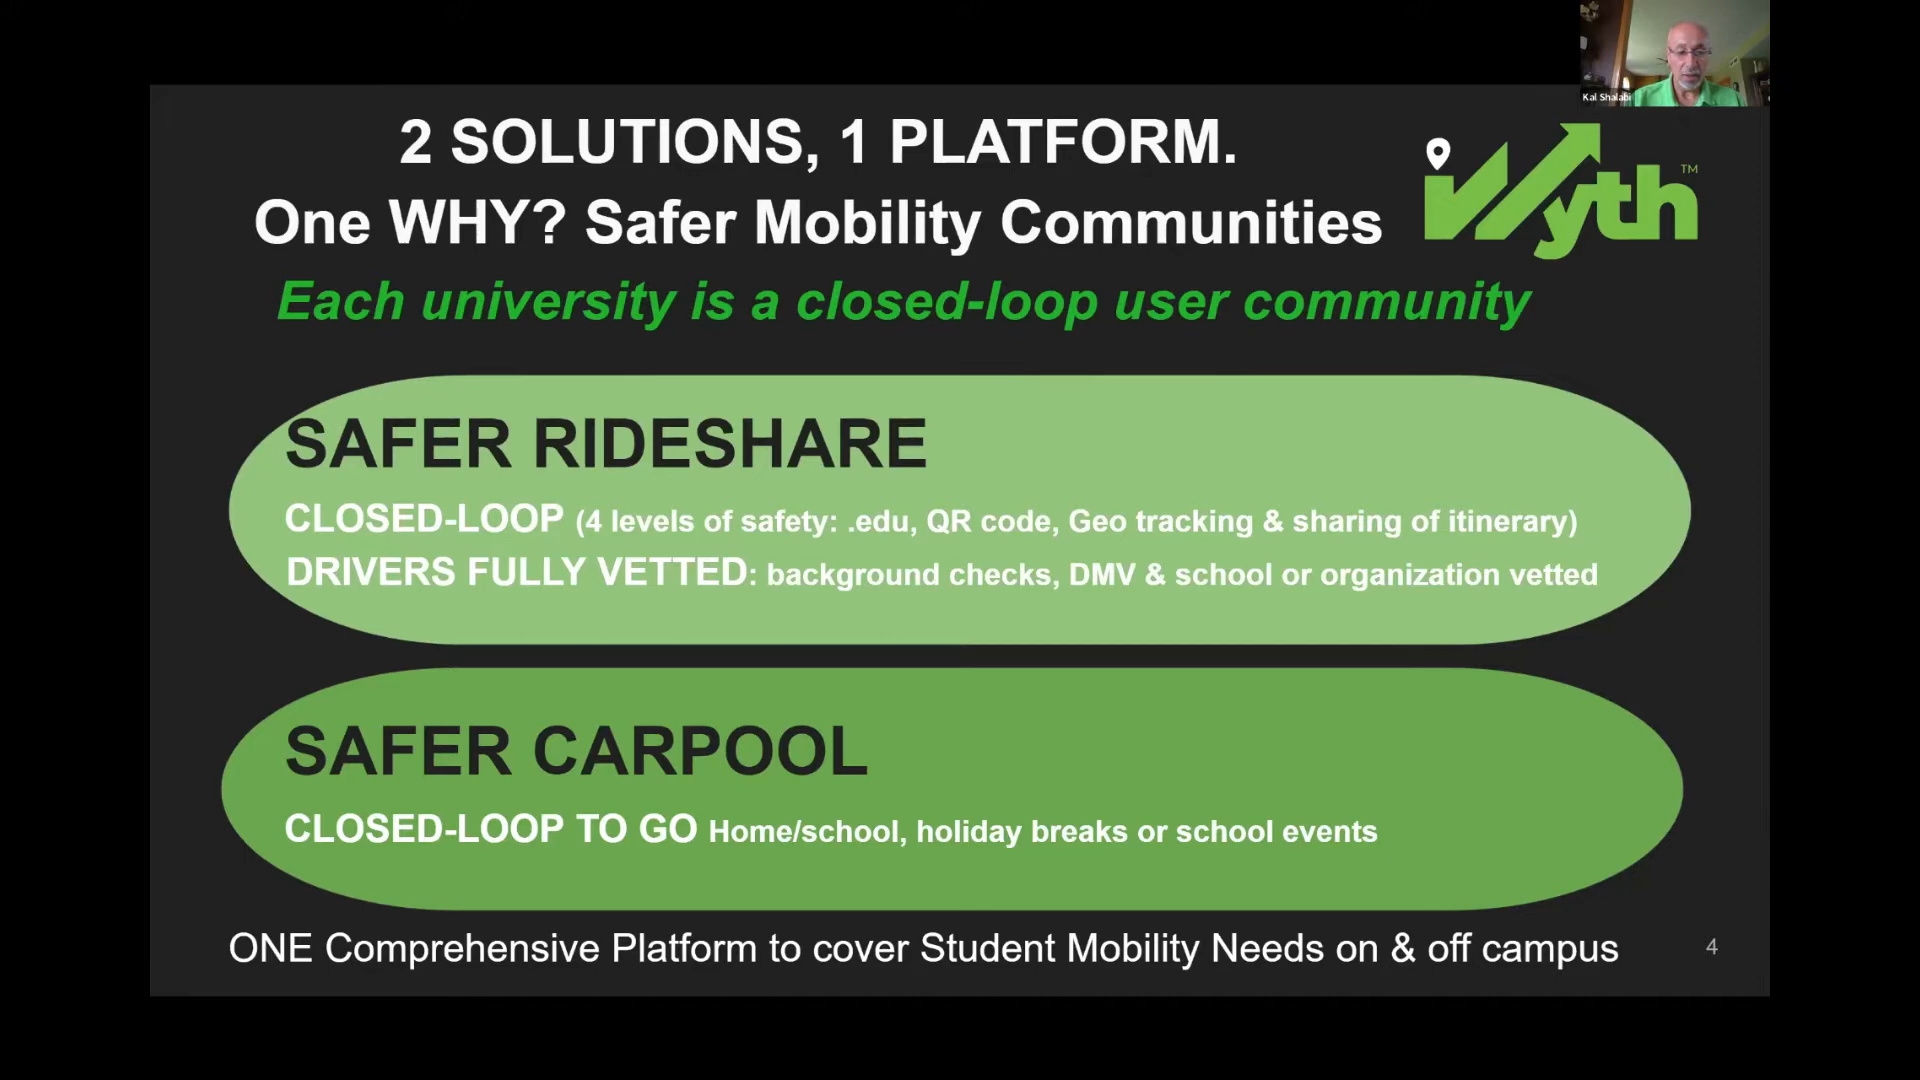 Kal Shalabi
2 SOLUTIONS, 1 PLATFORM.
One WHY? Safer Mobility Communities
Wyth™
Each university is a closed-loop user community
SAFER RIDESHARE
CLOSED-LOOP (4 levels of safety: .edu, QR code, Geo tracking & sharing of itinerary)
DRIVERS FULLY VETTED: background checks, DMV & school or organization vetted
SAFER CARPOOL
CLOSED-LOOP TO GO Home/school, holiday breaks or school events
ONE Comprehensive Platform to cover Student Mobility Needs on & off campus
4